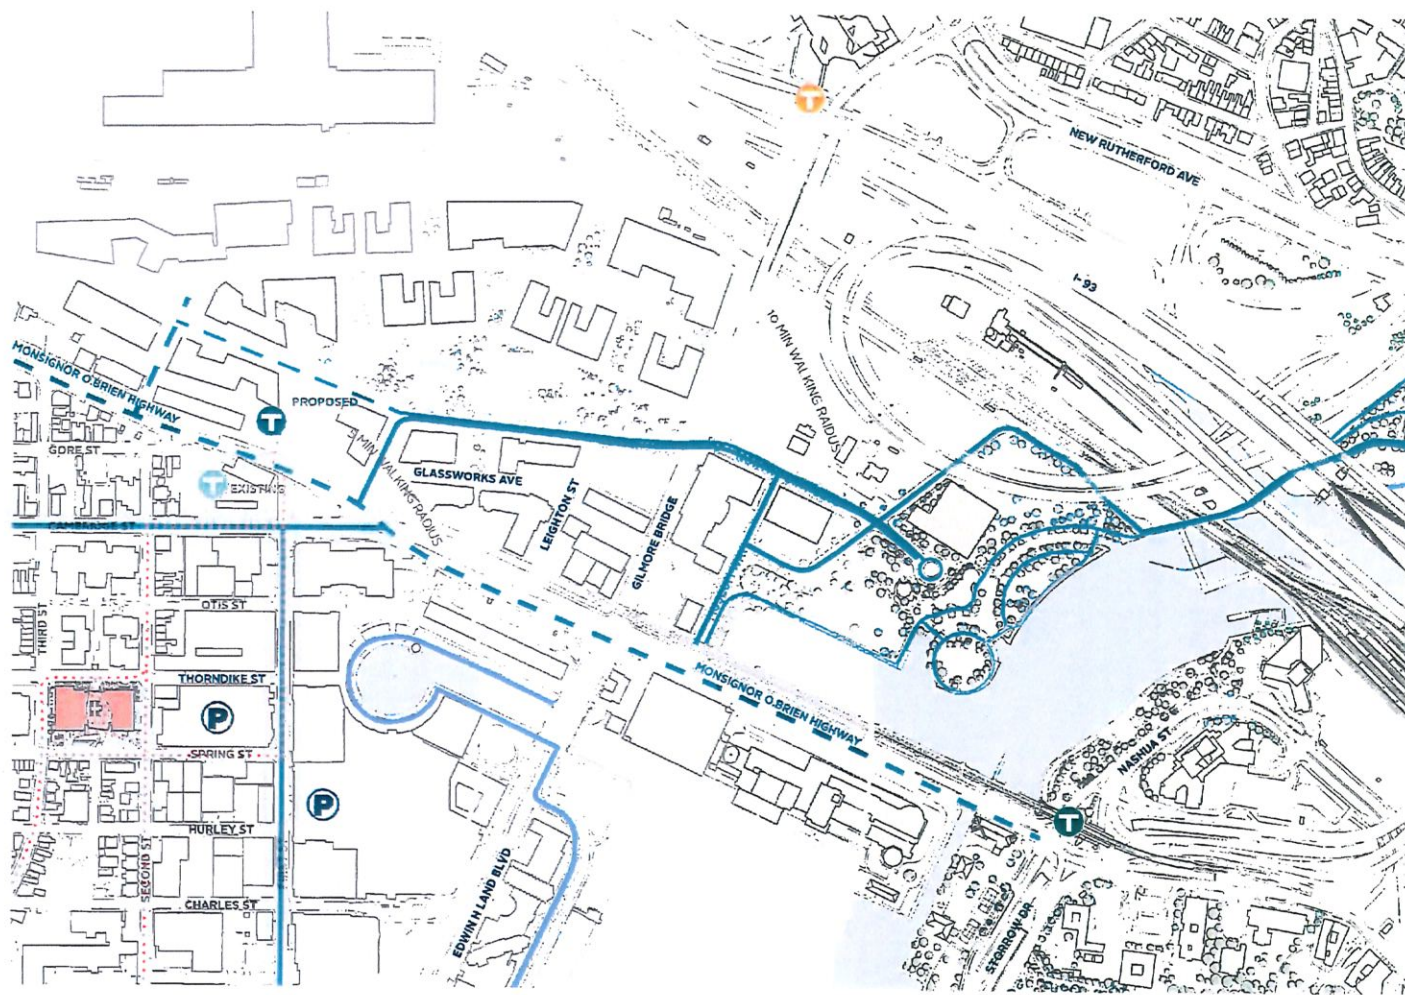 T
NEW RUTHERFORD AVE
I-93
10 MIN WALKING RAIDUS
MONSIGNOR O.BRIEN HIGHWAY
PROPOSED
T
GORE ST
5 MIN WALKING RADIUS
GLASSWORKS AVE
T EXISTING
LEIGHTON ST
GILMORE BRIDGE
CAMBRIDGE ST
OTIS ST
THIRD ST
THORNDIKE ST
MONSIGNOR O.BRIEN HIGHWAY
P
SPRING ST
NASHUA ST
P
T
HURLEY ST
SECOND ST
EDWIN H LAND BLVD
CHARLES ST
STORROW DR